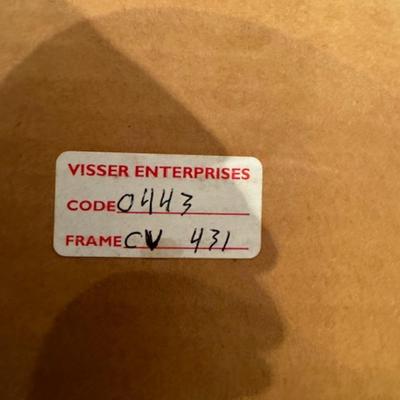 VISSER ENTERPRISES
CODE 0443
FRAME CV 431